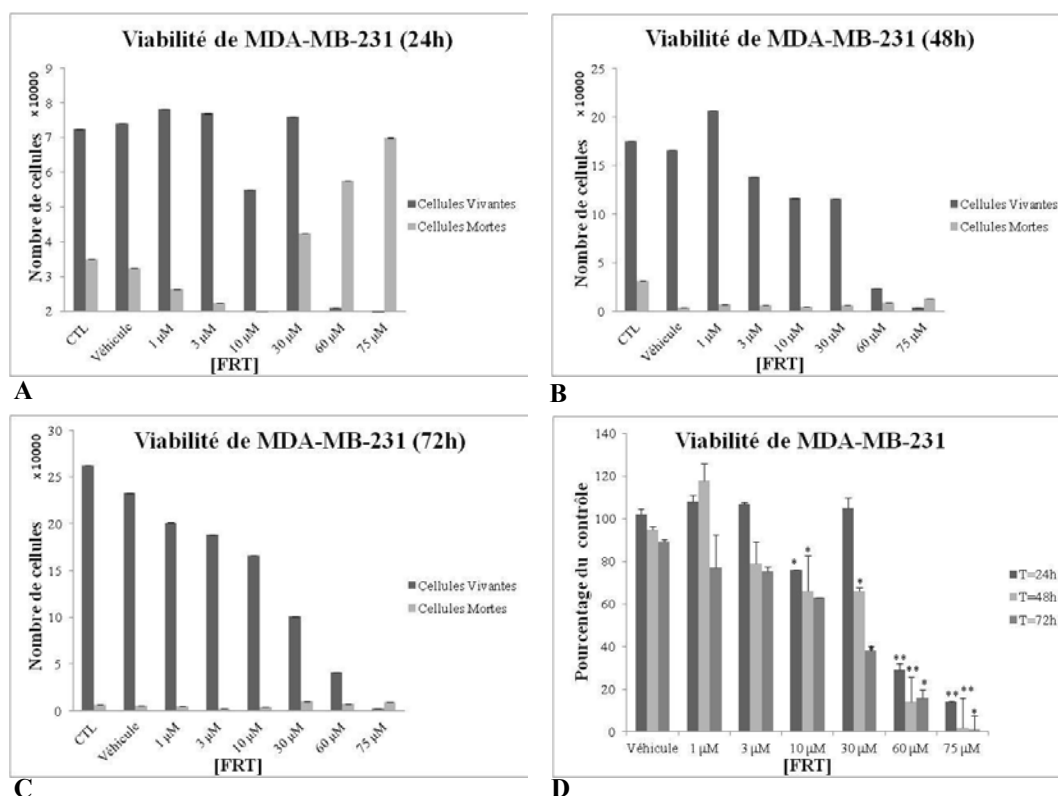 Viabilité de MDA-MB-231 (24h)
x 10000
Nombre de cellules
9
8
7
6
5
4
3
2
CTL
Véhicule
1 µM
3 µM
10 µM
30 µM
60 µM
75 µM
[FRT]
Cellules Vivantes
Cellules Mortes
A
Viabilité de MDA-MB-231 (48h)
x 10000
Nombre de cellules
25
20
15
10
5
0
CTL
Véhicule
1 µM
3 µM
10 µM
30 µM
60 µM
75 µM
[FRT]
Cellules Vivantes
Cellules Mortes
B
Viabilité de MDA-MB-231 (72h)
x 10000
Nombre de cellules
30
25
20
15
10
5
0
CTL
Véhicule
1 µM
3 µM
10 µM
30 µM
60 µM
75 µM
[FRT]
Cellules Vivantes
Cellules Mortes
C
Viabilité de MDA-MB-231
Pourcentage du contrôle
140
120
100
80
60
40
20
0
* *
*
** ** *
** ** *
Véhicule 1 µM 3 µM 10 µM 30 µM 60 µM 75 µM
[FRT]
T=24h
T=48h
T=72h
D